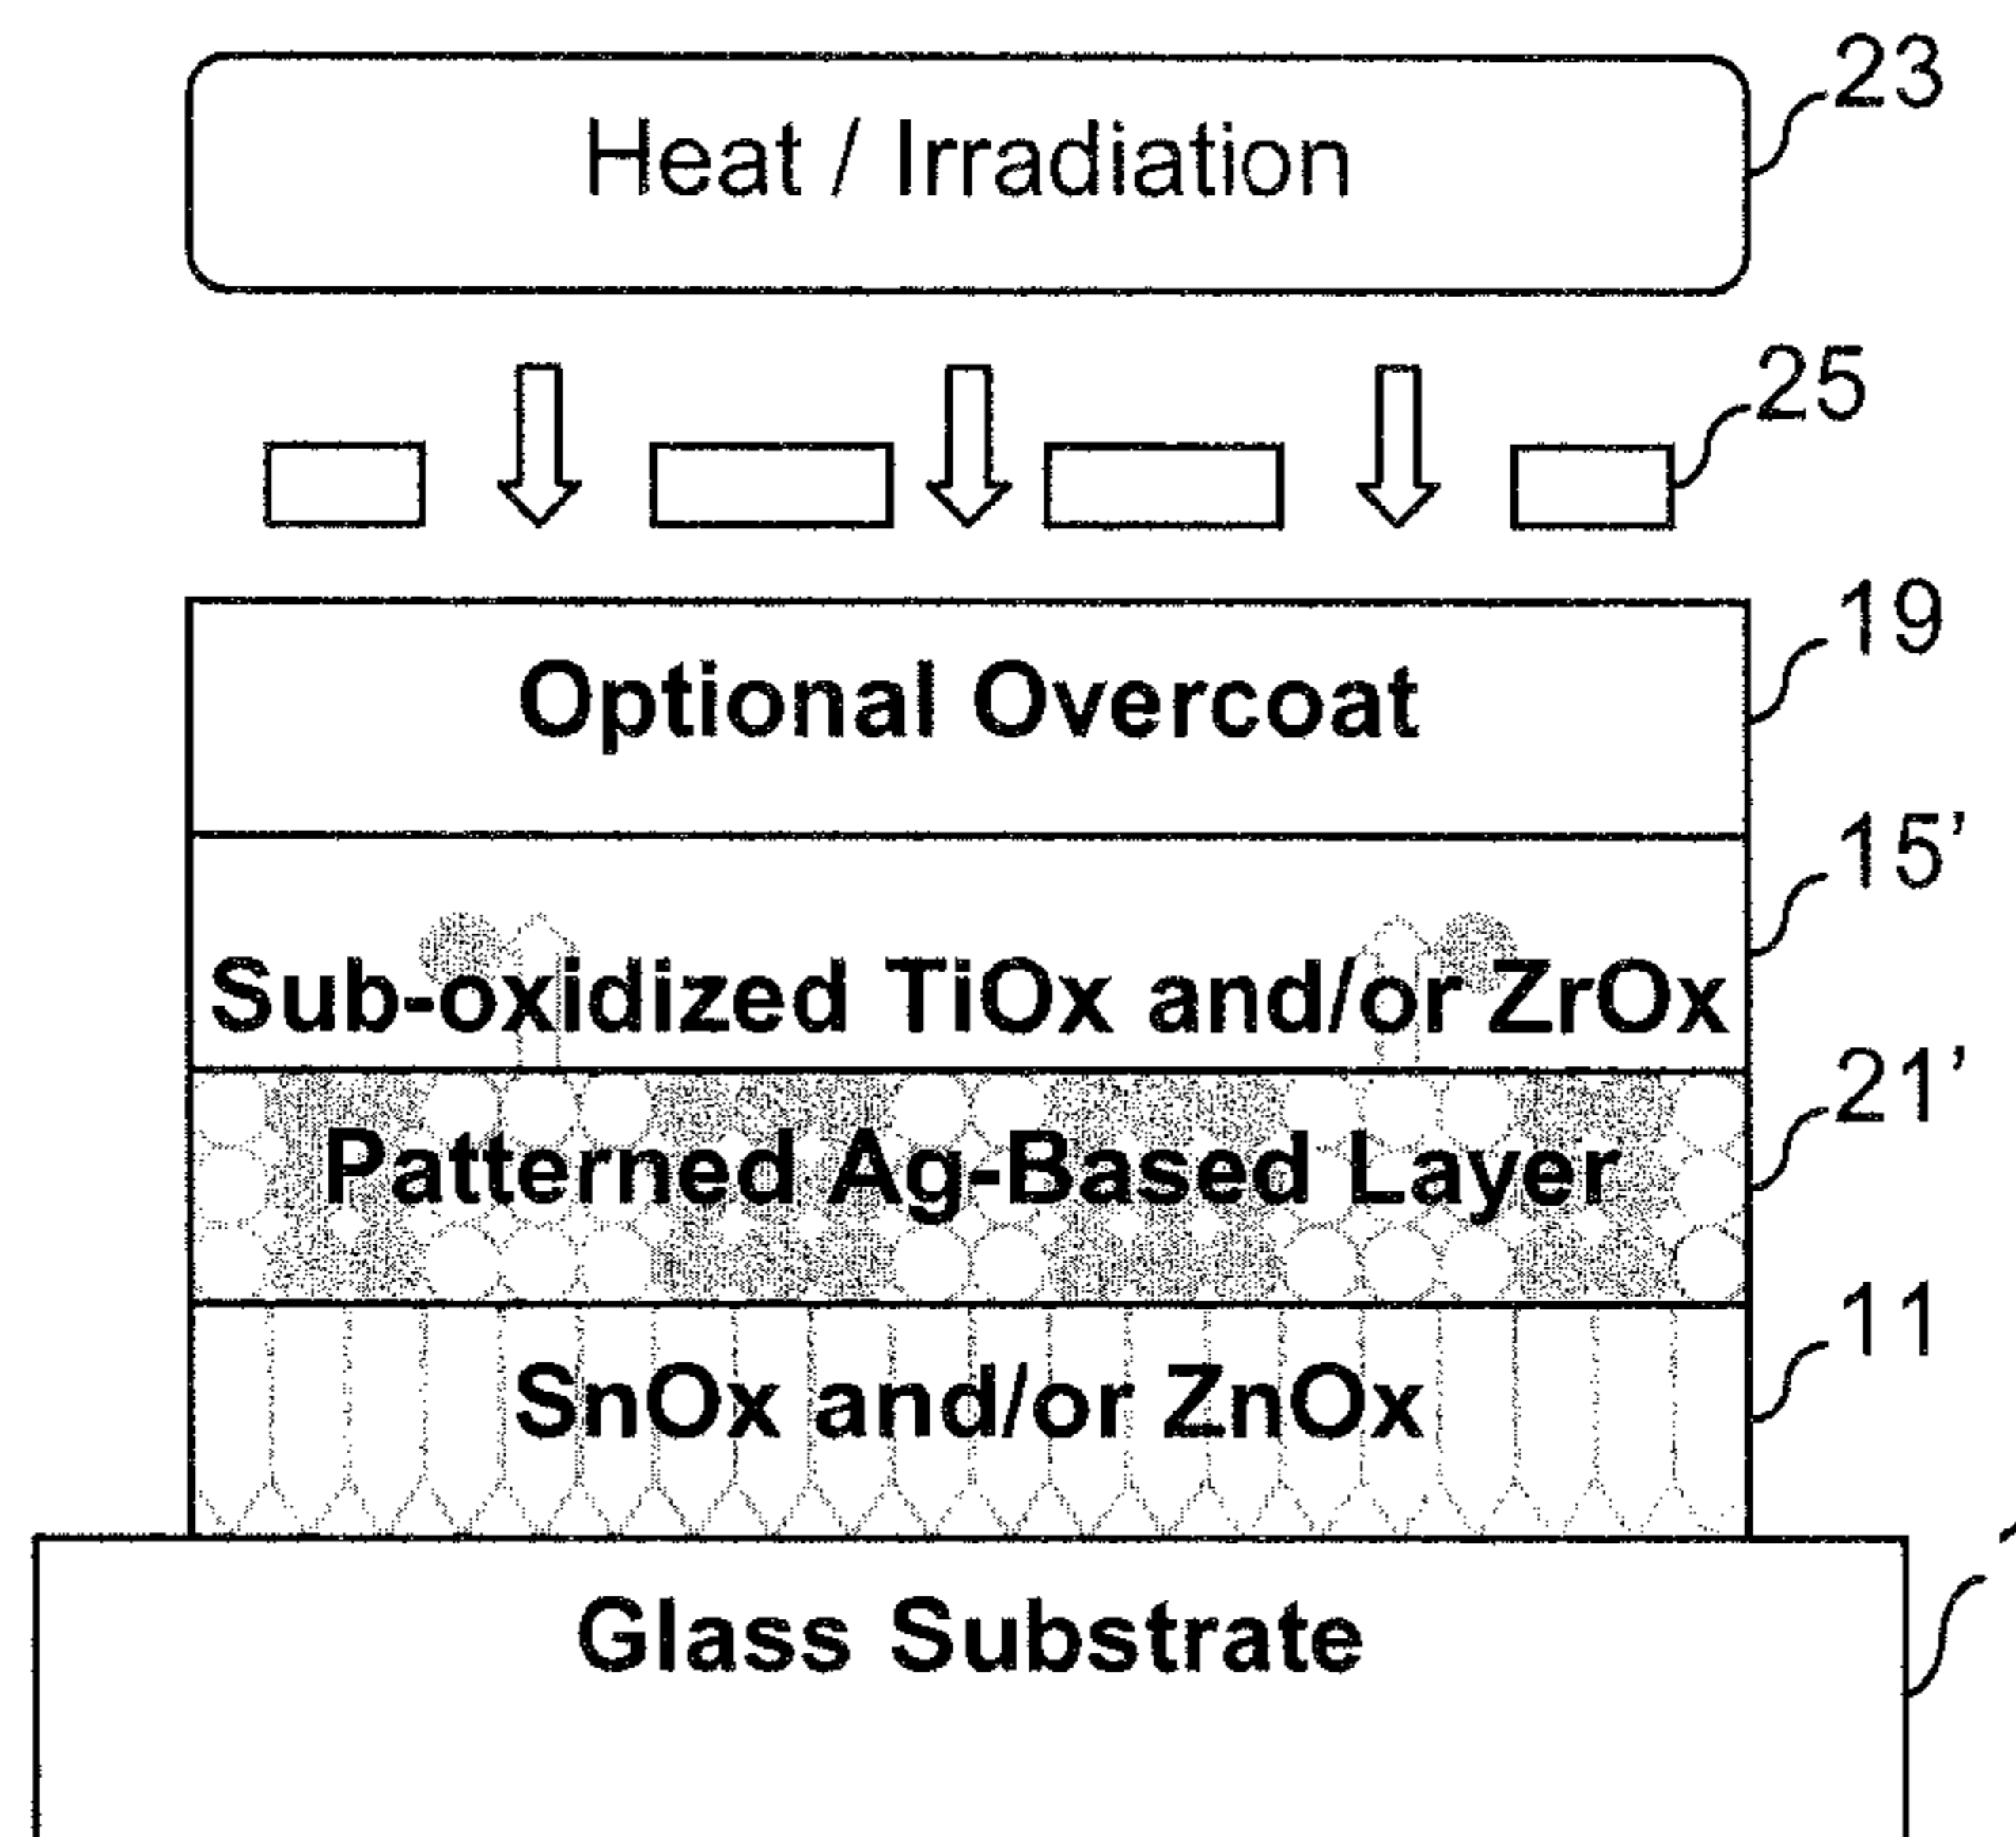 Heat / Irradiation
23
25
Optional Overcoat
19
Sub-oxidized TiOx and/or ZrOx
15’
Patterned Ag-Based Layer
21’
SnOx and/or ZnOx
11
Glass Substrate